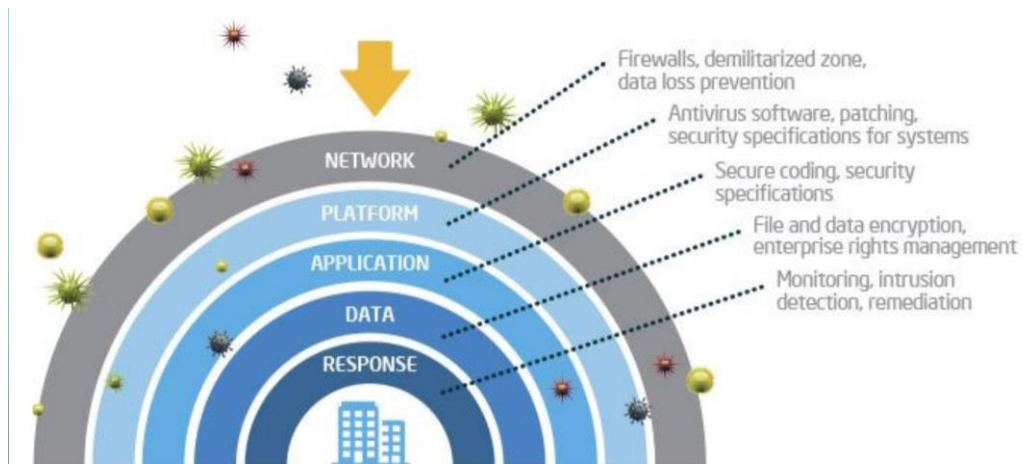 Firewalls, demilitarized zone,
data loss prevention
Antivirus software, patching,
security specifications for systems
Secure coding, security
specifications
File and data encryption,
enterprise rights management
Monitoring, intrusion
detection, remediation
NETWORK
PLATFORM
APPLICATION
DATA
RESPONSE